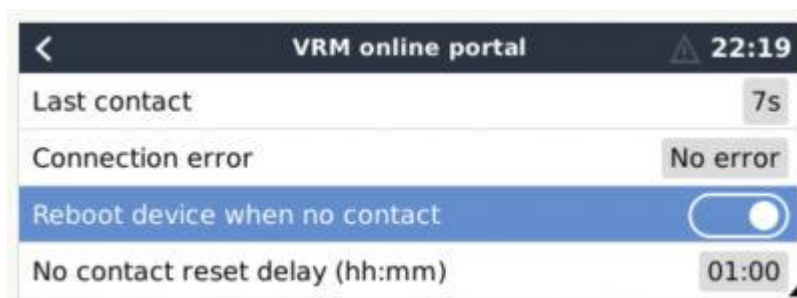 VRM online portal 22:19
Last contact 7s
Connection error No error
Reboot device when no contact
No contact reset delay (hh:mm) 01:00